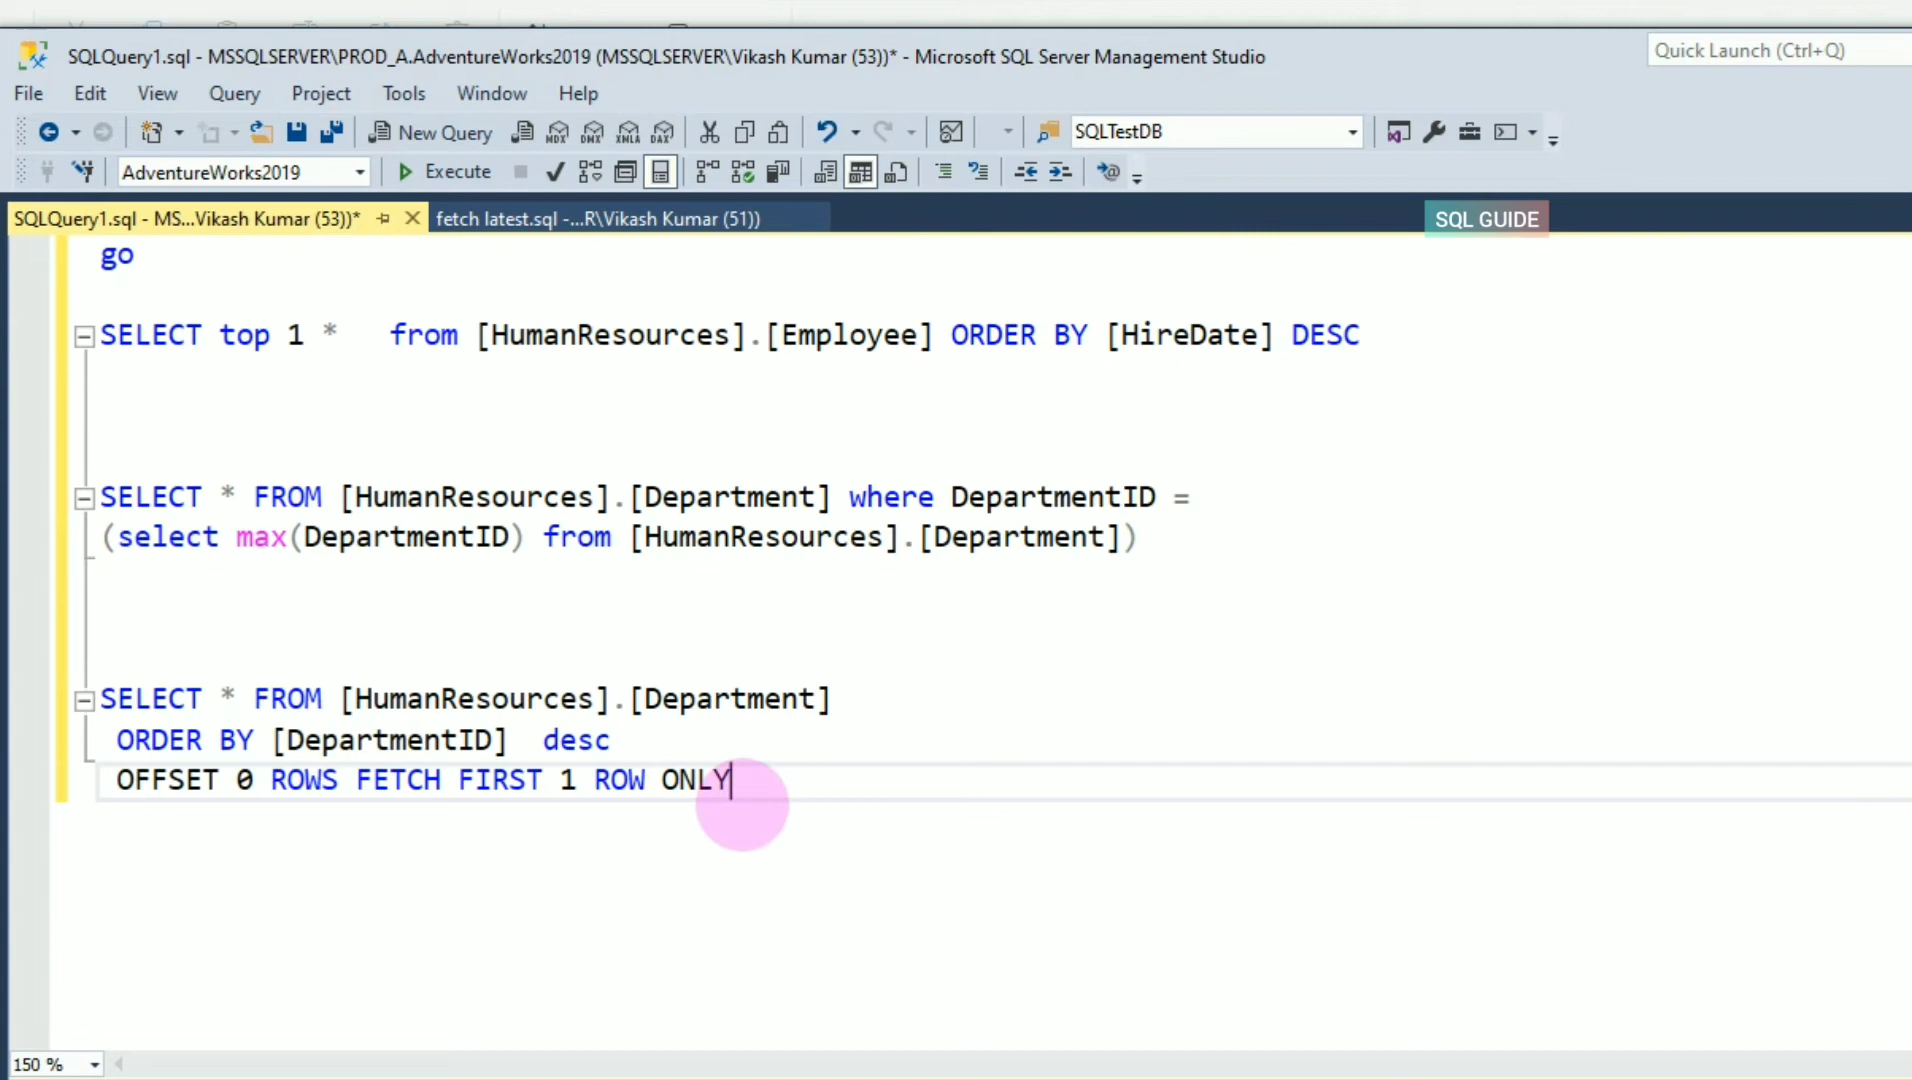 SQLQuery1.sql - MSSQLSERVER\PROD_A.AdventureWorks2019 (MSSQLSERVER\Vikash Kumar (53))* - Microsoft SQL Server Management Studio
Quick Launch (Ctrl+Q)
File Edit View Query Project Tools Window Help
New Query MDX DMX XMLA DAX SQLTestDB
AdventureWorks2019 Execute
SQLQuery1.sql - MS...Vikash Kumar (53))* fetch latest.sql -...R\Vikash Kumar (51))
SQL GUIDE
go
SELECT top 1 *   from [HumanResources].[Employee] ORDER BY [HireDate] DESC
SELECT * FROM [HumanResources].[Department] where DepartmentID =
(select max(DepartmentID) from [HumanResources].[Department])
SELECT * FROM [HumanResources].[Department]
ORDER BY [DepartmentID]  desc
OFFSET 0 ROWS FETCH FIRST 1 ROW ONLY
150 %